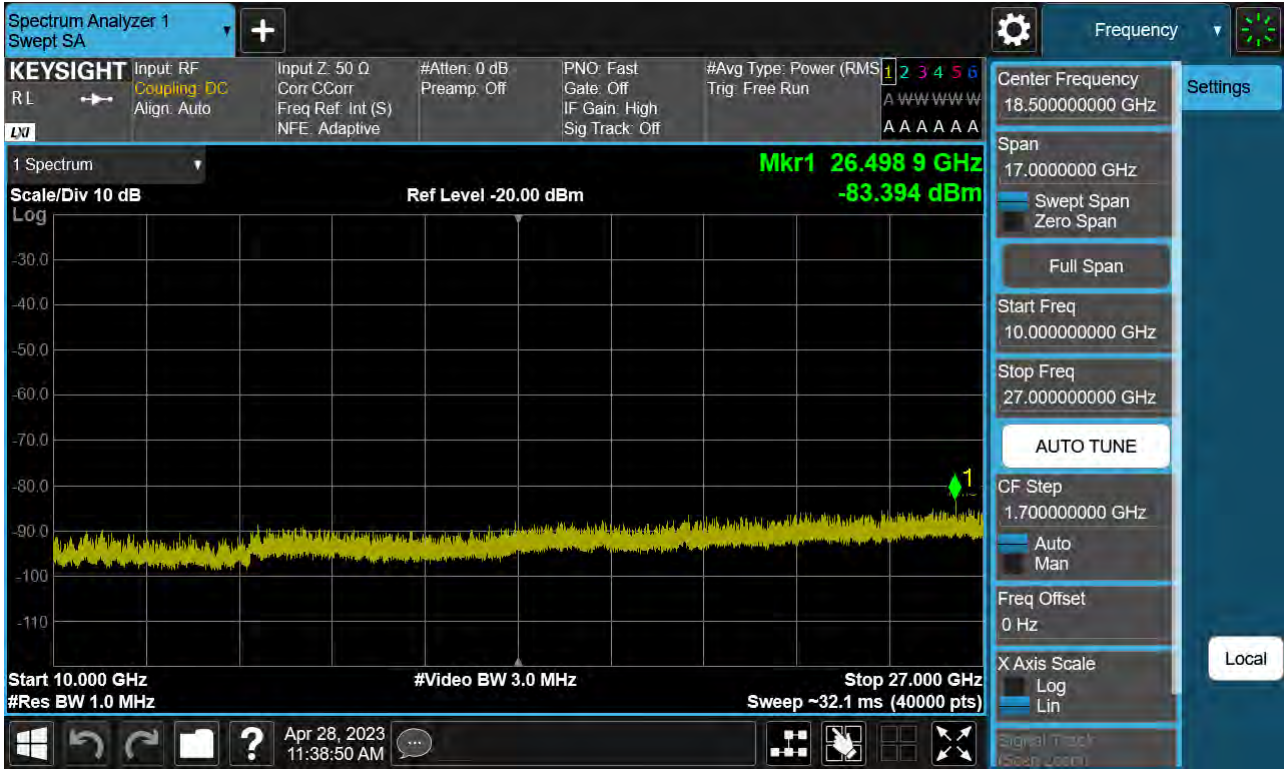 Spectrum Analyzer 1
Swept SA
+
Frequency
KEYSIGHT
R L
LXI
Input: RF
Coupling: DC
Align: Auto
Input Z: 50 Ω
Corr CCorr
Freq Ref: Int (S)
NFE: Adaptive
#Atten: 0 dB
Preamp: Off
PNO: Fast
Gate: Off
IF Gain: High
Sig Track: Off
#Avg Type: Power (RMS
Trig: Free Run
1 2 3 4 5 6
A W W W W W
A A A A A A
1 Spectrum
Scale/Div 10 dB
Ref Level -20.00 dBm
Mkr1 26.498 9 GHz
-83.394 dBm
Log
-30.0
-40.0
-50.0
-60.0
-70.0
-80.0
-90.0
-100
-110
1
Start 10.000 GHz
#Video BW 3.0 MHz
Stop 27.000 GHz
#Res BW 1.0 MHz
Sweep ~32.1 ms (40000 pts)
Center Frequency
18.500000000 GHz
Settings
Span
17.0000000 GHz
Swept Span
Zero Span
Full Span
Start Freq
10.000000000 GHz
Stop Freq
27.000000000 GHz
AUTO TUNE
CF Step
1.700000000 GHz
Auto
Man
Freq Offset
0 Hz
X Axis Scale
Log
Lin
Local
Signal Track
(Span Zoom)
?
Apr 28, 2023
11:38:50 AM